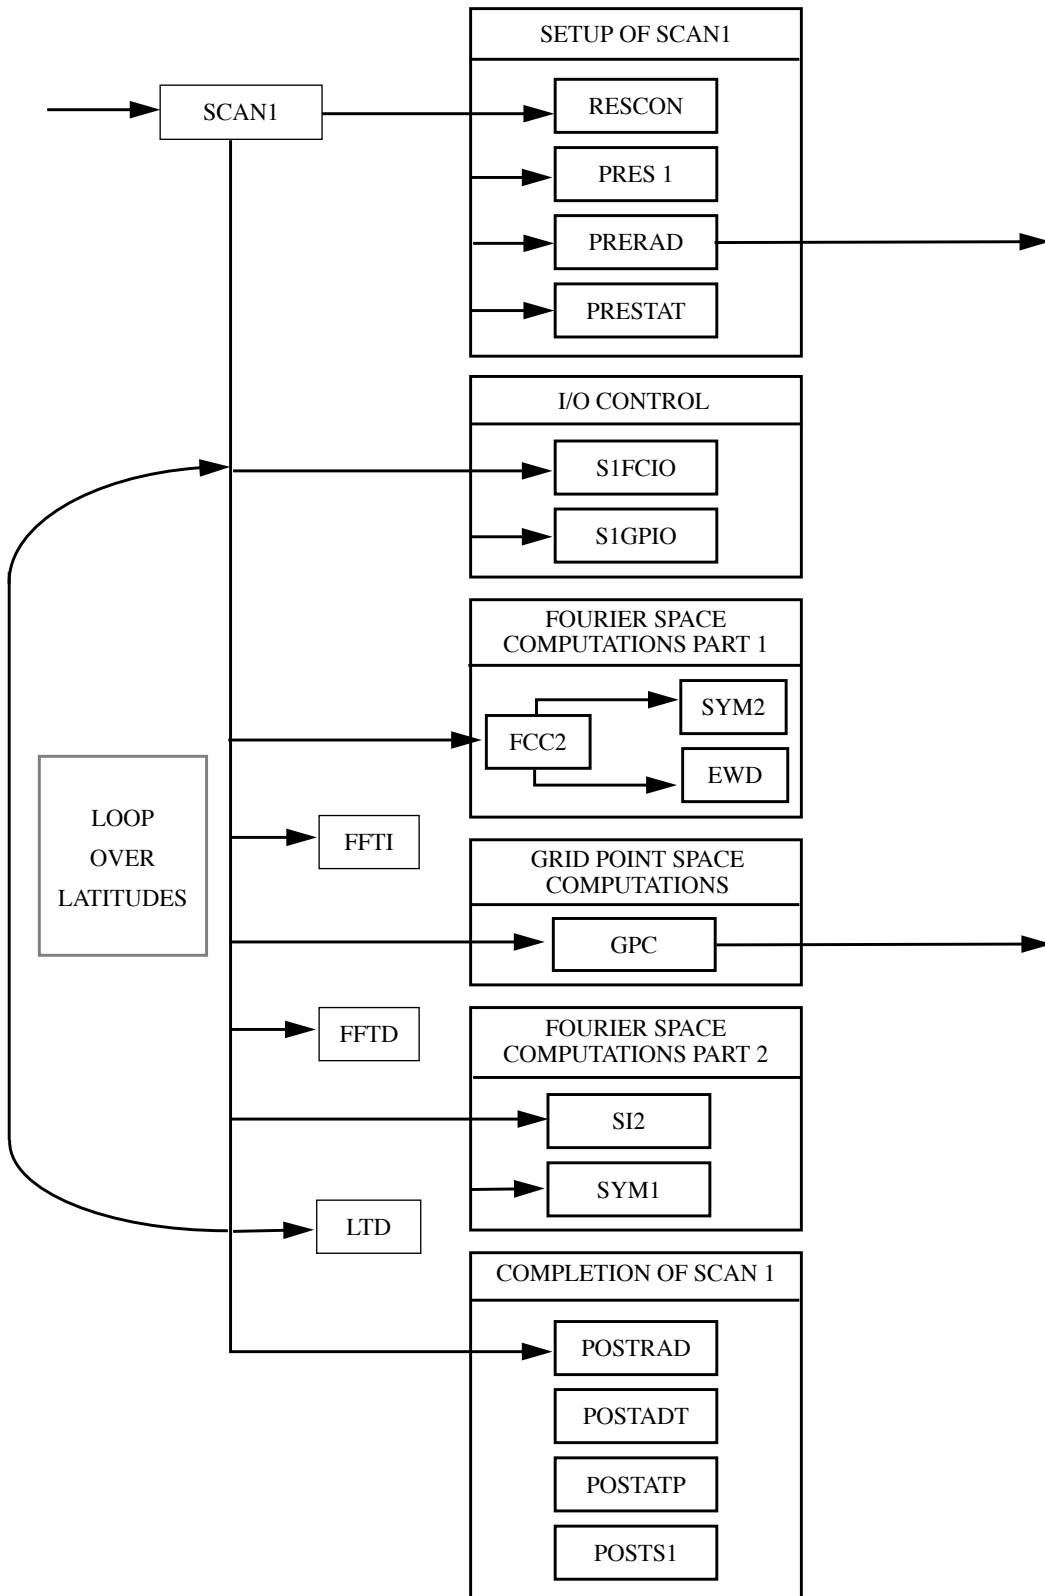 SETUP OF SCAN1
SCAN1
RESCON
PRES 1
PRERAD
PRESTAT
I/O CONTROL
S1FCIO
S1GPIO
FOURIER SPACE
COMPUTATIONS PART 1
SYM2
FCC2
EWD
LOOP
OVER
LATITUDES
FFTI
GRID POINT SPACE
COMPUTATIONS
GPC
FFTD
FOURIER SPACE
COMPUTATIONS PART 2
SI2
SYM1
LTD
COMPLETION OF SCAN 1
POSTRAD
POSTADT
POSTATP
POSTS1